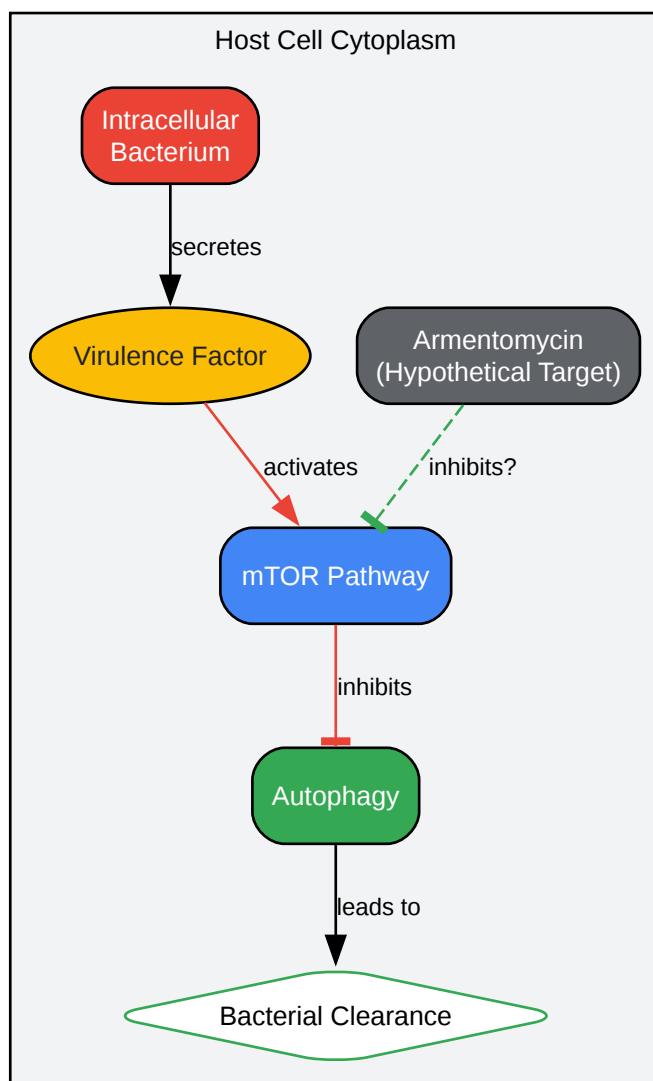 Host Cell Cytoplasm
Intracellular
Bacterium
secretes
Virulence Factor
Armentomycin
(Hypothetical Target)
activates
inhibits?
mTOR Pathway
inhibits
Autophagy
leads to
Bacterial Clearance